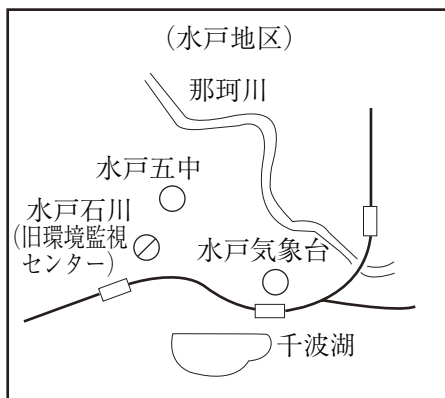 (水戸地区)
那珂川
水戸五中
水戸石川
(旧環境監視
センター)
水戸気象台
千波湖